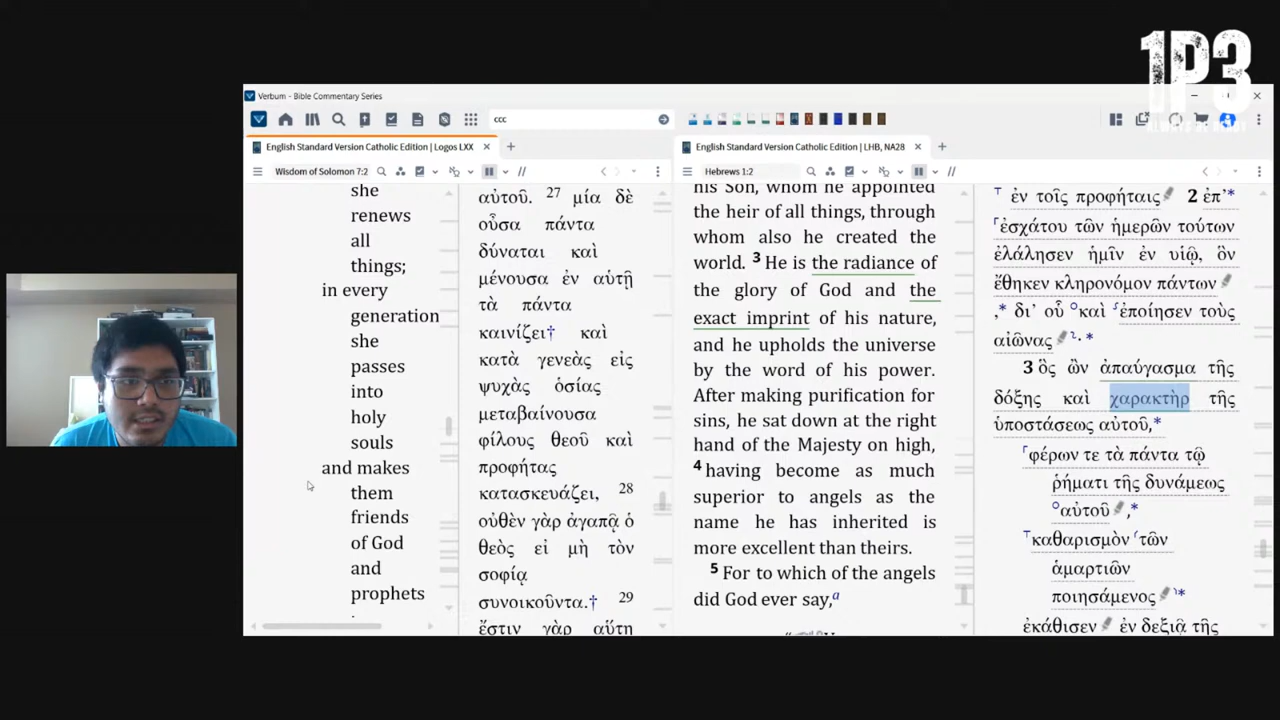 1P3
ALWAYS BE READY
Verbum - Bible Commentary Series
ccc
English Standard Version Catholic Edition | Logos LXX
English Standard Version Catholic Edition | LHB, NA28
Wisdom of Solomon 7:2
Hebrews 1:2
she
renews
all
things;
in every
generation
she
passes
into
holy
souls
and makes
them
friends
of God
and
prophets
αὐτοῦ. 27 μία δὲ
οὖσα πάντα
δύναται καὶ
μένουσα ἐν αὑτῇ
τὰ πάντα
καινίζει† καὶ
κατὰ γενεὰς εἰς
ψυχὰς ὁσίας
μεταβαίνουσα
φίλους θεοῦ καὶ
προφήτας
κατασκευάζει, 28
οὐθὲν γὰρ ἀγαπᾷ ὁ
θεὸς εἰ μὴ τὸν
σοφίᾳ
συνοικοῦντα.† 29
ἔστιν γὰρ αὕτη
his Son, whom he appointed
the heir of all things, through
whom also he created the
world. 3 He is the radiance of
the glory of God and the
exact imprint of his nature,
and he upholds the universe
by the word of his power.
After making purification for
sins, he sat down at the right
hand of the Majesty on high,
4 having become as much
superior to angels as the
name he has inherited is
more excellent than theirs.
5 For to which of the angels
did God ever say,a
⸆ ἐν τοῖς προφήταις 2 ἐπ᾿*
⸀ἐσχάτου τῶν ἡμερῶν τούτων
ἐλάλησεν ἡμῖν ἐν υἱῷ, ὃν
ἔθηκεν κληρονόμον πάντων
,* δι᾿ οὗ °καὶ ⸂ἐποίησεν τοὺς
αἰῶνας⸃·*
3 ὃς ὢν ἀπαύγασμα τῆς
δόξης καὶ χαρακτὴρ τῆς
ὑποστάσεως αὐτοῦ,*
⸀φέρων τε τὰ πάντα τῷ
ῥήματι τῆς δυνάμεως
°αὐτοῦ,*
⸆καθαρισμὸν ⸂τῶν
ἁμαρτιῶν
ποιησάμενος⸃*
ἐκάθισεν ἐν δεξιᾷ τῆς